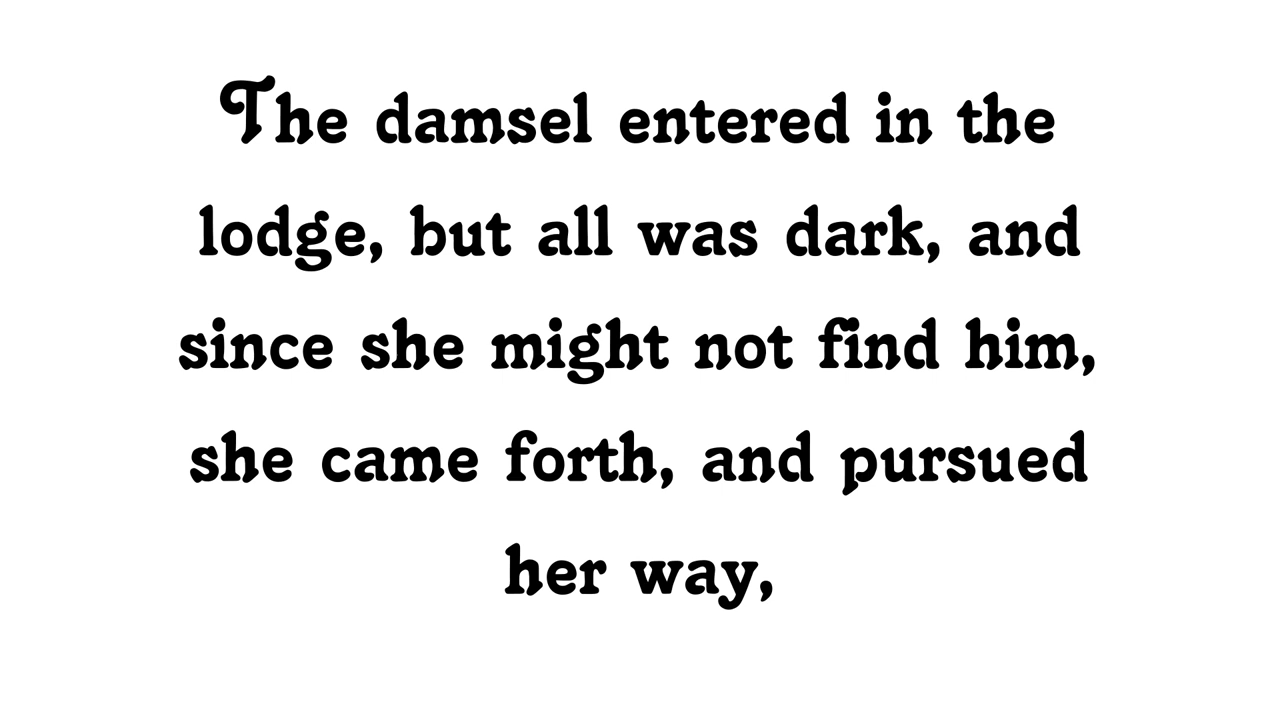 The damsel entered in the
lodge, but all was dark, and
since she might not find him,
she came forth, and pursued
her way,